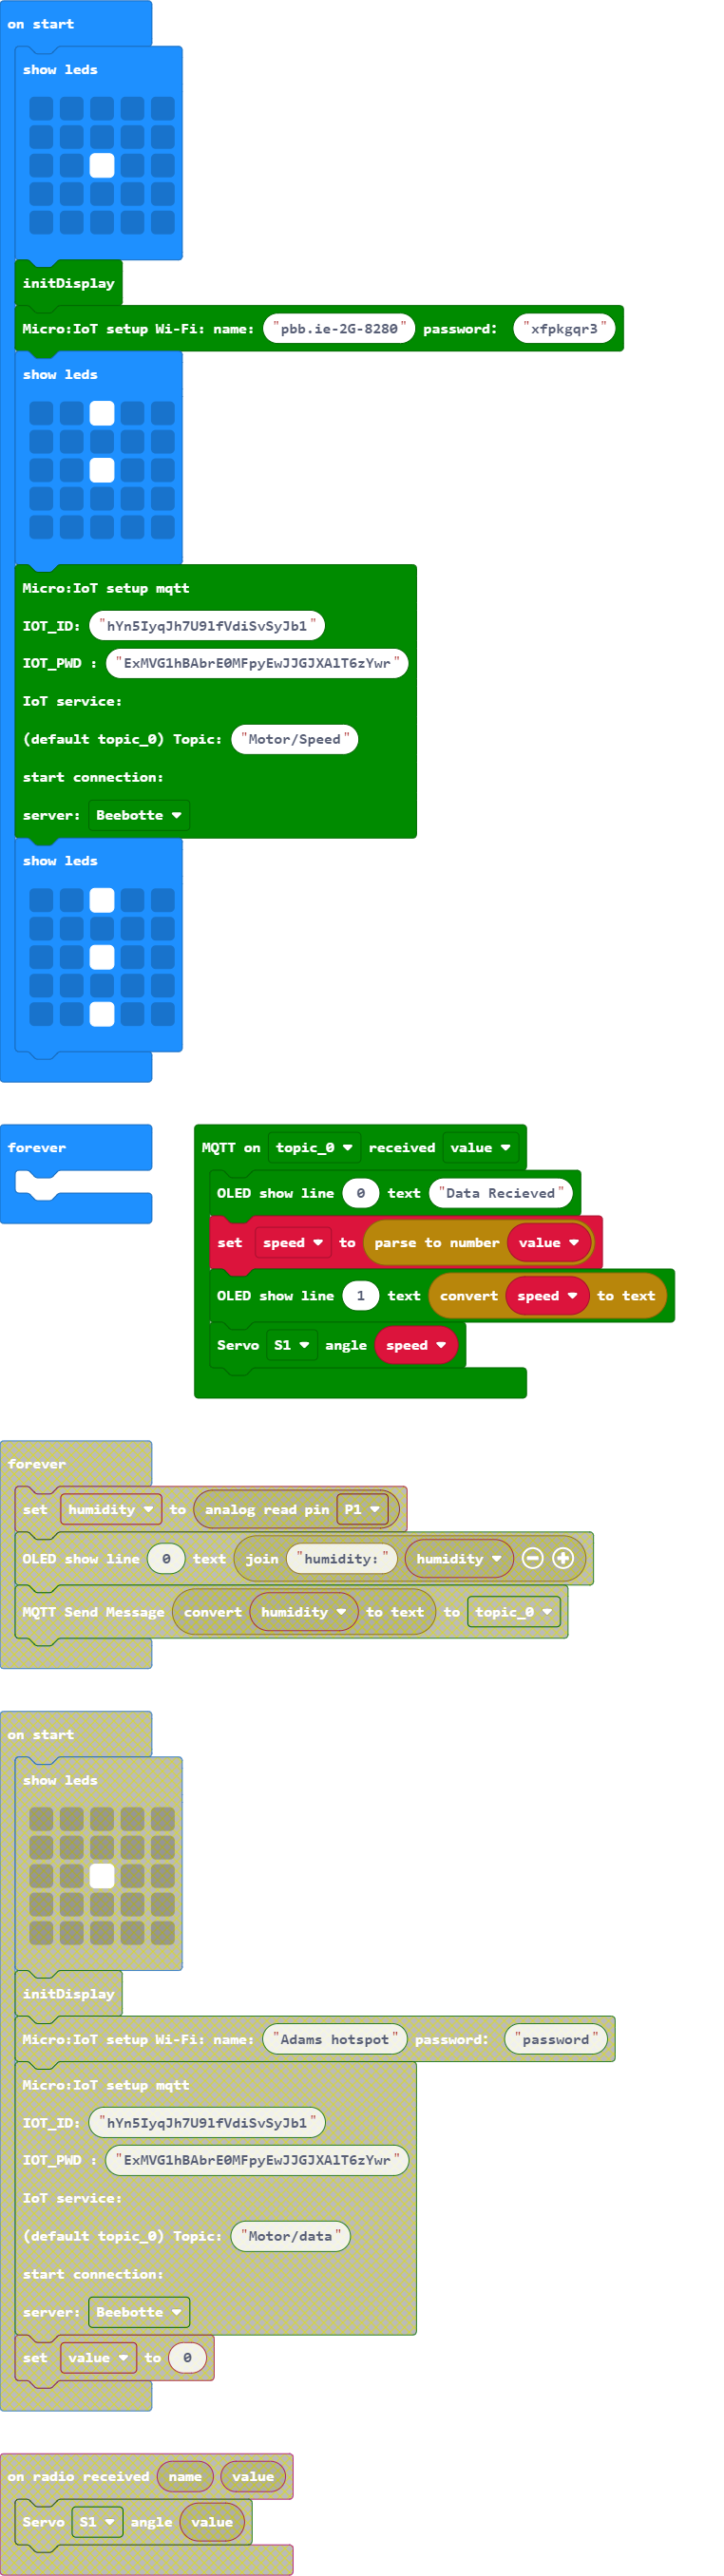 on start
show leds
initDisplay
Micro:IoT setup Wi-Fi: name: "pbb.ie-2G-8280" password: "xfpkgqr3"
show leds
Micro:IoT setup mqtt
IOT_ID: "hYn5IyqJh7U9lfVdiSvSyJb1"
IOT_PWD : "ExMVG1hBAbrE0MFpyEwJJGJXAlT6zYwr"
IoT service:
(default topic_0) Topic: "Motor/Speed"
start connection:
server: Beebotte
show leds
forever
MQTT on topic_0 received value
OLED show line 0 text "Data Recieved"
set speed to parse to number value
OLED show line 1 text convert speed to text
Servo S1 angle speed
forever
set humidity to analog read pin P1
OLED show line 0 text join "humidity:" humidity
MQTT Send Message convert humidity to text to topic_0
on start
show leds
initDisplay
Micro:IoT setup Wi-Fi: name: "Adams hotspot" password: "password"
Micro:IoT setup mqtt
IOT_ID: "hYn5IyqJh7U9lfVdiSvSyJb1"
IOT_PWD : "ExMVG1hBAbrE0MFpyEwJJGJXAlT6zYwr"
IoT service:
(default topic_0) Topic: "Motor/data"
start connection:
server: Beebotte
set value to 0
on radio received name value
Servo S1 angle value